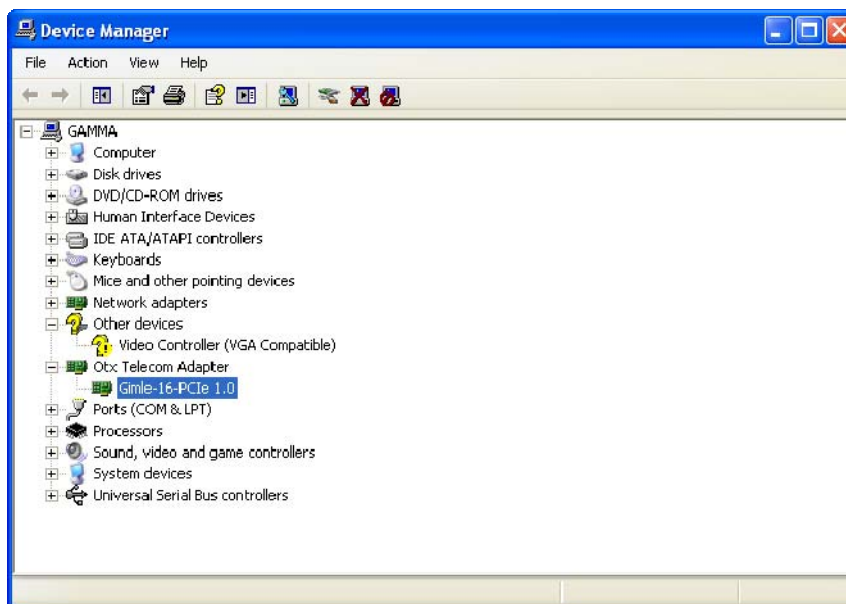 Device Manager
File Action View Help
GAMMA
Computer
Disk drives
DVD/CD-ROM drives
Human Interface Devices
IDE ATA/ATAPI controllers
Keyboards
Mice and other pointing devices
Network adapters
Other devices
Video Controller (VGA Compatible)
Otx Telecom Adapter
Gimle-16-PCIe 1.0
Ports (COM & LPT)
Processors
Sound, video and game controllers
System devices
Universal Serial Bus controllers